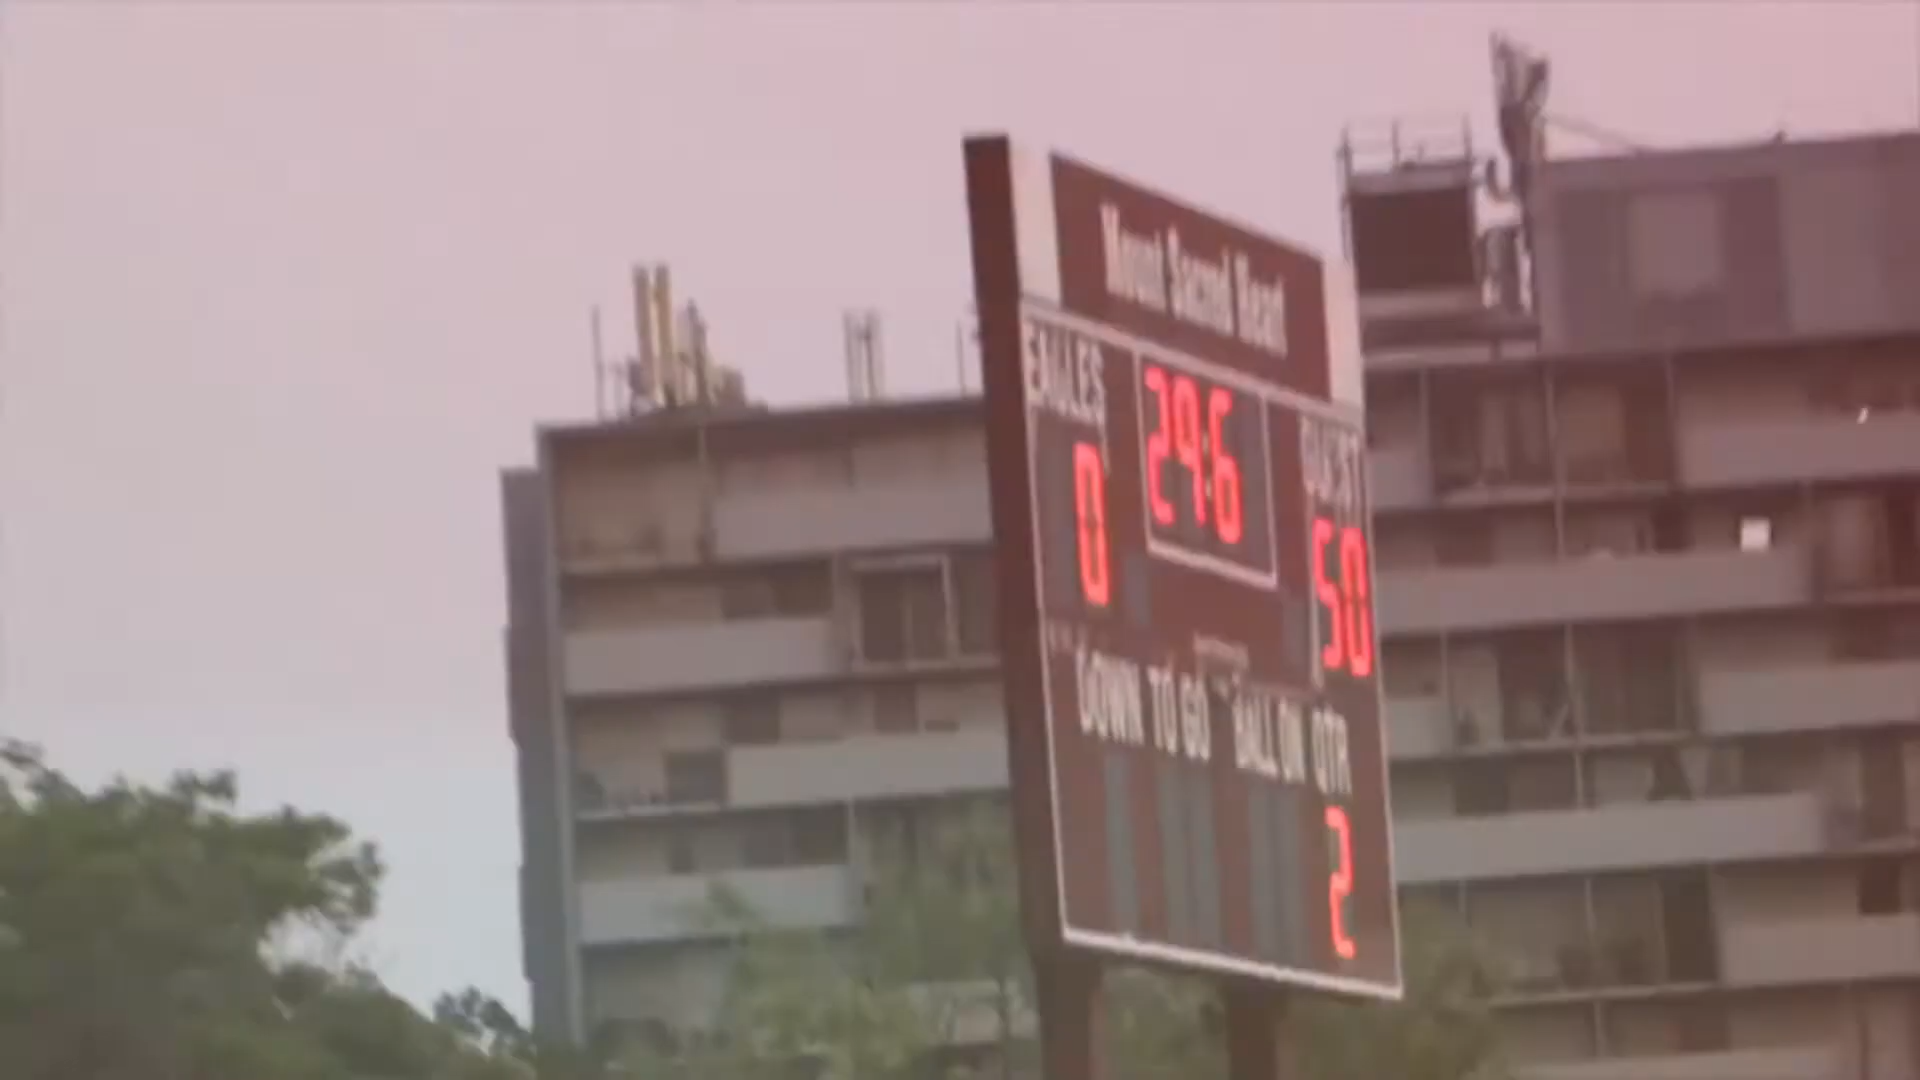 Mount Sacred Heart
EAGLES
29.6
GUEST
0
50
DOWN TO GO BALL ON QTR
2